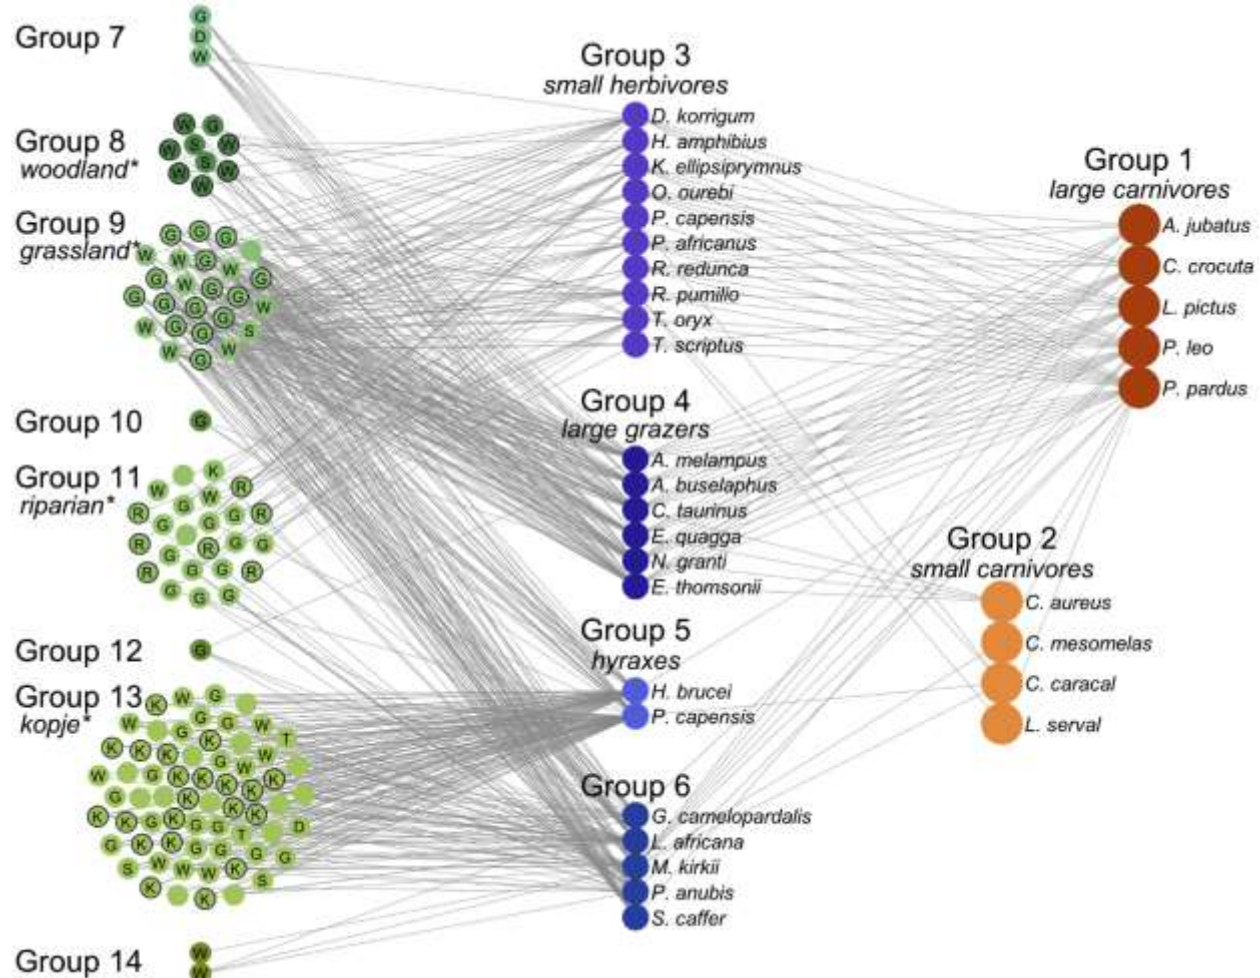 Group 7
G
D
W
Group 8
woodland*
W G
W S W
S
W W
W
Group 9
grassland*
G G G
W W G W
G W G G G
G G G G W
W G G S
W G W
Group 10
G
Group 11
riparian*
K
W W R
R G G G R
G
R G R G G
R G G R
G G G
Group 12
G
Group 13
kopje*
K W G
W G G G W T
K K K K G W W
W G K K K K K
G K K K
K K G K G G T D
G K K G G G G
S W W W K S
K K
Group 14
W
W
Group 3
small herbivores
D. korrigum
H. amphibius
K. ellipsiprymnus
O. ourebi
P. capensis
P. africanus
R. redunca
R. pumilio
T. oryx
T. scriptus
Group 4
large grazers
A. melampus
A. buselaphus
C. taurinus
E. quagga
N. granti
E. thomsonii
Group 5
hyraxes
H. brucei
P. capensis
Group 6
G. camelopardalis
L. africana
M. kirkii
P. anubis
S. caffer
Group 1
large carnivores
A. jubatus
C. crocuta
L. pictus
P. leo
P. pardus
Group 2
small carnivores
C. aureus
C. mesomelas
C. caracal
L. serval